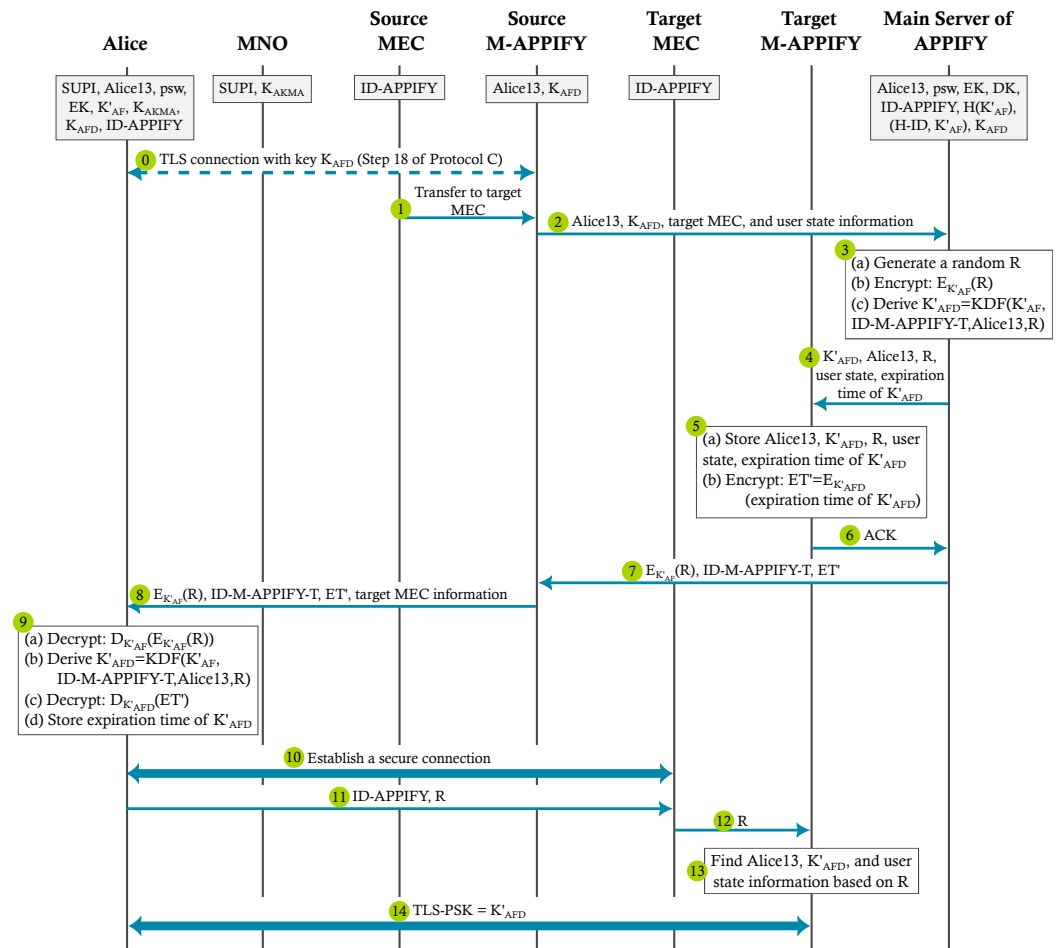 Alice
MNO
Source
MEC
Source
M-APPIFY
Target
MEC
Target
M-APPIFY
Main Server of
APPIFY
SUPI, Alice13, psw,
EK, K'AF, KAKMA,
KAFD, ID-APPIFY
SUPI, KAKMA
ID-APPIFY
Alice13, KAFD
ID-APPIFY
Alice13, psw, EK, DK,
ID-APPIFY, H(K'AF),
(H-ID, K'AF), KAFD
0 TLS connection with key KAFD (Step 18 of Protocol C)
1 Transfer to target
MEC
2 Alice13, KAFD, target MEC, and user state information
3
(a) Generate a random R
(b) Encrypt: EK'AF(R)
(c) Derive K'AFD=KDF(K'AF,
ID-M-APPIFY-T,Alice13,R)
4 K'AFD, Alice13, R,
user state, expiration
time of K'AFD
5
(a) Store Alice13, K'AFD, R, user
state, expiration time of K'AFD
(b) Encrypt: ET'=EK'AFD
(expiration time of K'AFD)
6 ACK
7 EK'AF(R), ID-M-APPIFY-T, ET'
8 EK'AF(R), ID-M-APPIFY-T, ET', target MEC information
9
(a) Decrypt: DK'AF(EK'AF(R))
(b) Derive K'AFD=KDF(K'AF,
ID-M-APPIFY-T,Alice13,R)
(c) Decrypt: DK'AFD(ET')
(d) Store expiration time of K'AFD
10 Establish a secure connection
11 ID-APPIFY, R
12 R
13 Find Alice13, K'AFD, and user
state information based on R
14 TLS-PSK = K'AFD